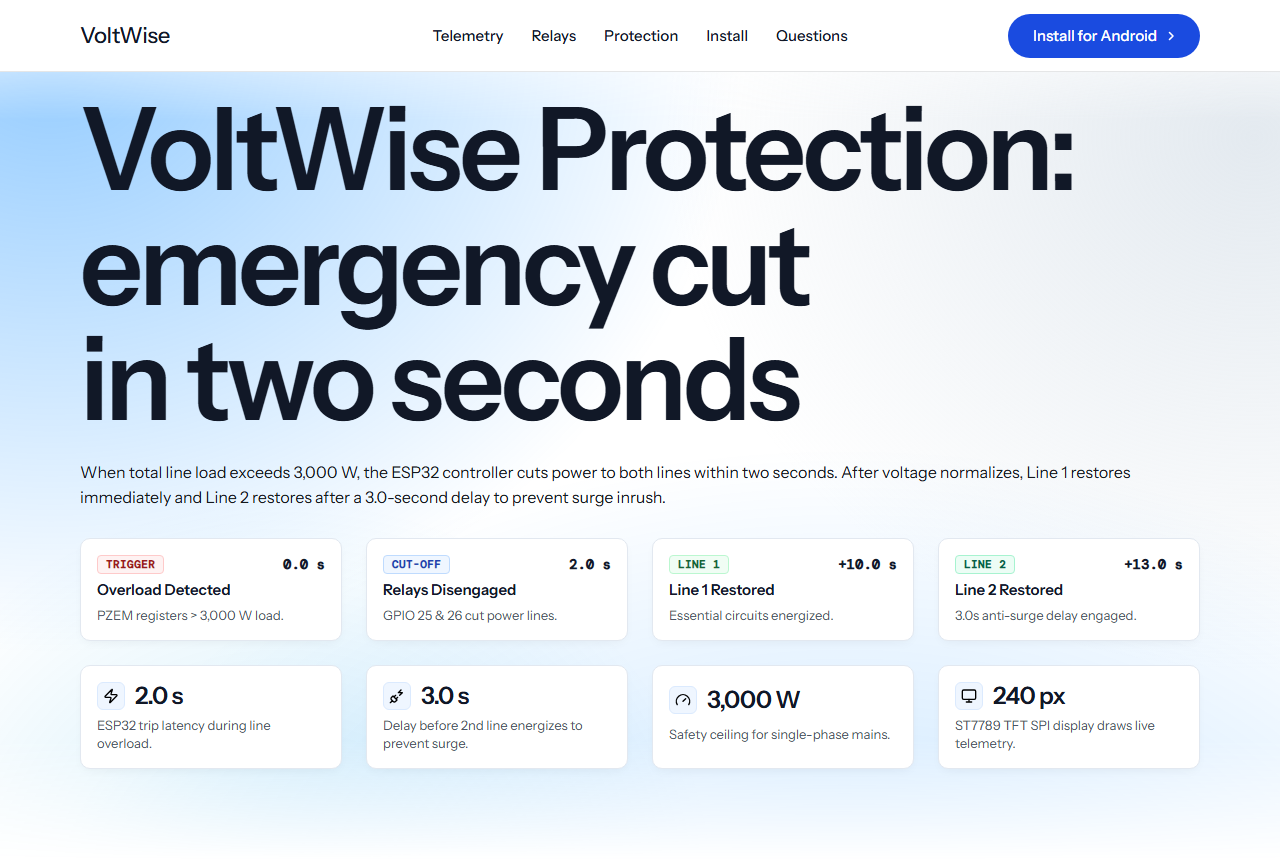 VoltWise
Telemetry
Relays
Protection
Install
Questions
Install for Android
VoltWise Protection:
emergency cut
in two seconds
When total line load exceeds 3,000 W, the ESP32 controller cuts power to both lines within two seconds. After voltage normalizes, Line 1 restores
immediately and Line 2 restores after a 3.0-second delay to prevent surge inrush.
TRIGGER
0.0 s
Overload Detected
PZEM registers > 3,000 W load.
CUT-OFF
2.0 s
Relays Disengaged
GPIO 25 & 26 cut power lines.
LINE 1
+10.0 s
Line 1 Restored
Essential circuits energized.
LINE 2
+13.0 s
Line 2 Restored
3.0s anti-surge delay engaged.
2.0 s
ESP32 trip latency during line
overload.
3.0 s
Delay before 2nd line energizes to
prevent surge.
3,000 W
Safety ceiling for single-phase mains.
240 px
ST7789 TFT SPI display draws live
telemetry.